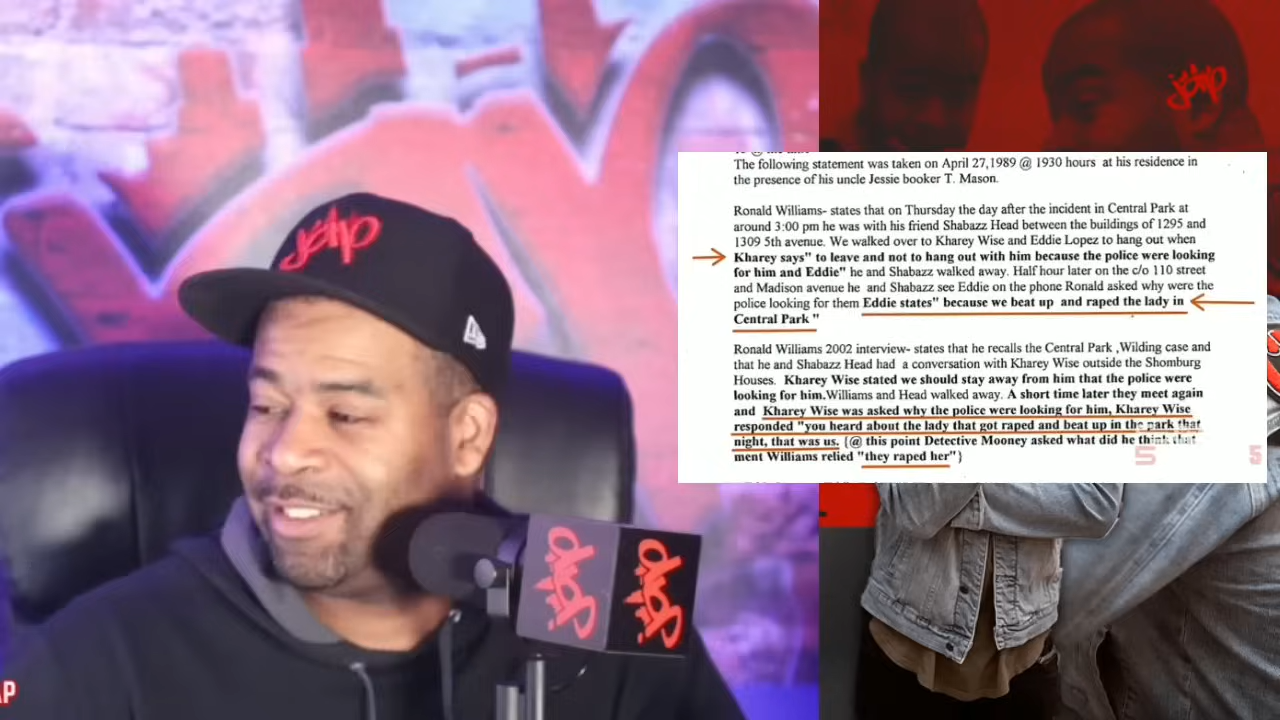 jsnp
jsnp
jsnp
jsnp
AP
The following statement was taken on April 27,1989 @ 1930 hours at his residence in
the presence of his uncle Jessie booker T. Mason.
Ronald Williams- states that on Thursday the day after the incident in Central Park at
around 3:00 pm he was with his friend Shabazz Head between the buildings of 1295 and
1309 5th avenue. We walked over to Kharey Wise and Eddie Lopez to hang out when
Kharey says" to leave and not to hang out with him because the police were looking
for him and Eddie" he and Shabazz walked away. Half hour later on the c/o 110 street
and Madison avenue he and Shabazz see Eddie on the phone Ronald asked why were the
police looking for them Eddie states" because we beat up and raped the lady in
Central Park "
Ronald Williams 2002 interview- states that he recalls the Central Park ,Wilding case and
that he and Shabazz Head had a conversation with Kharey Wise outside the Shomburg
Houses. Kharey Wise stated we should stay away from him that the police were
looking for him.Williams and Head walked away. A short time later they meet again
and Kharey Wise was asked why the police were looking for him, Kharey Wise
responded "you heard about the lady that got raped and beat up in the park that
night, that was us. {@ this point Detective Mooney asked what did he think that
ment Williams relied "they raped her"}
S 5